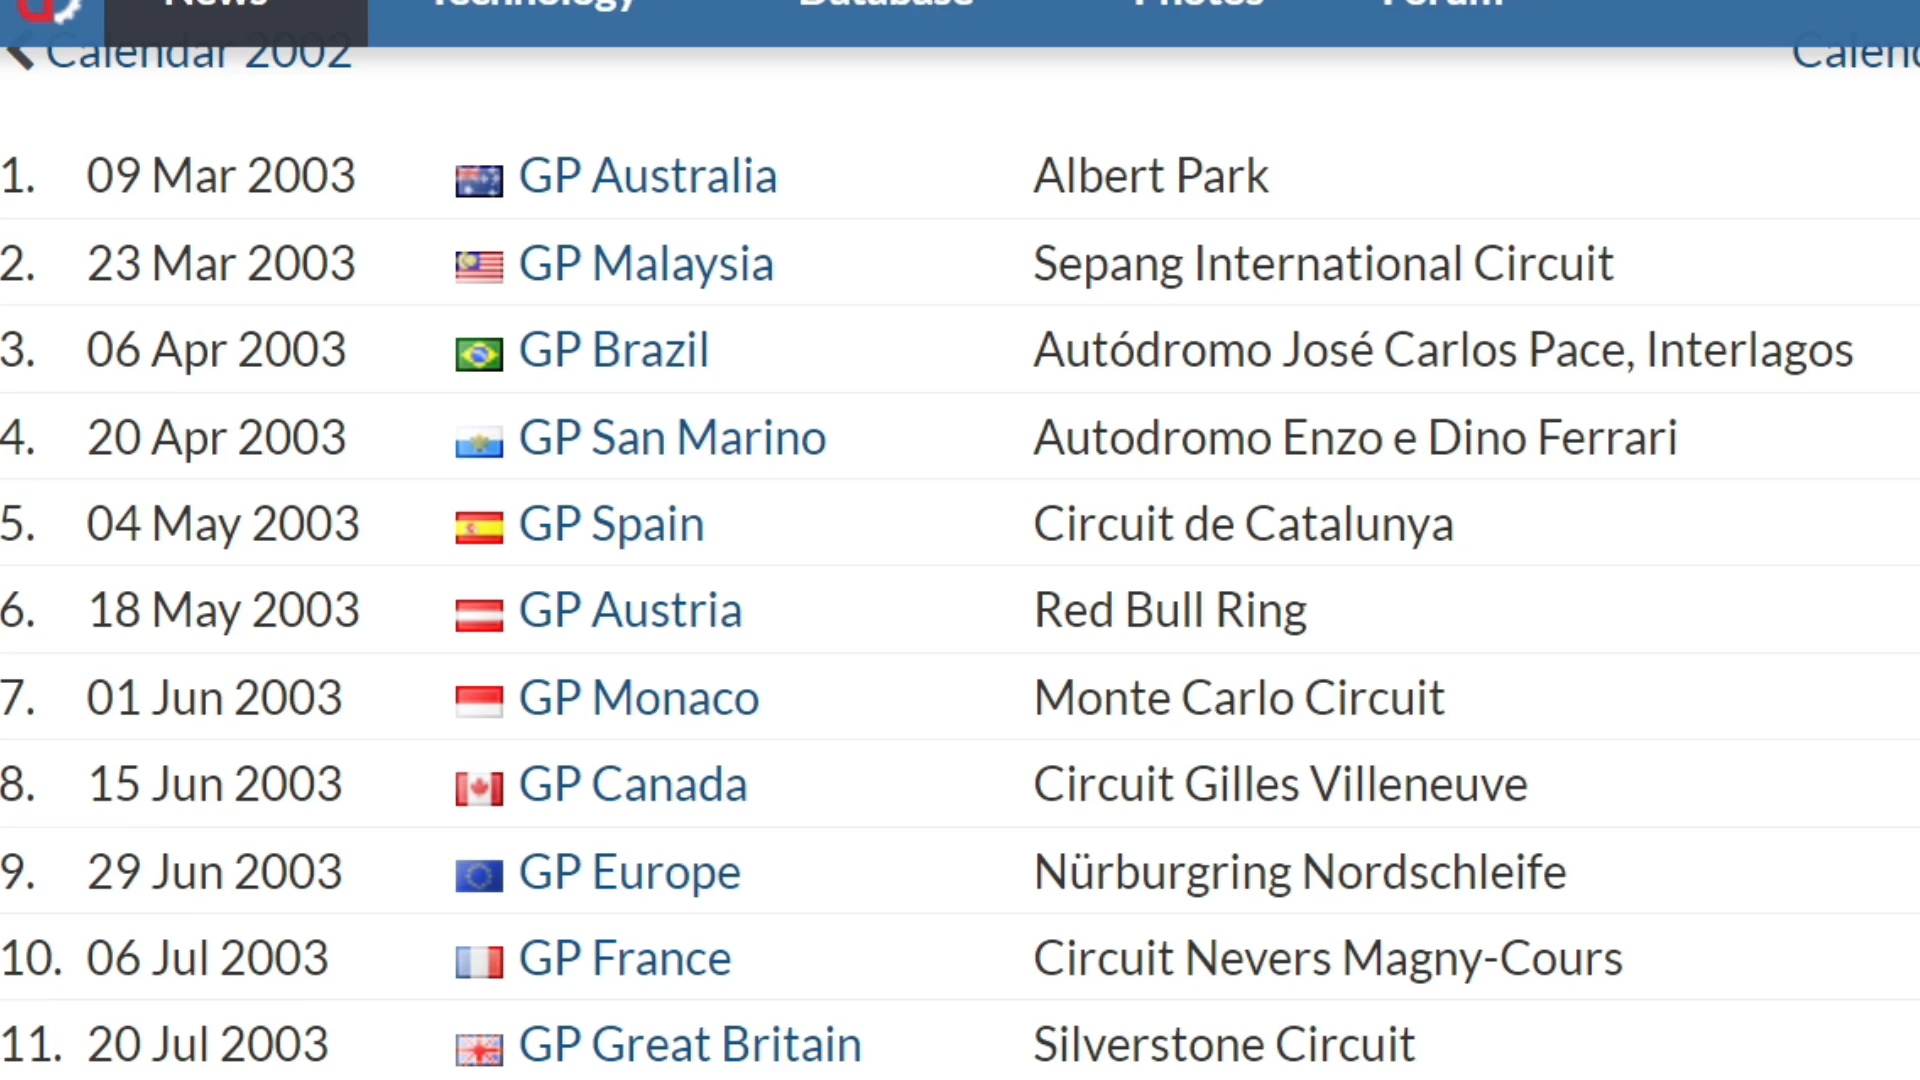 News Technology Database Photos Forum
Calendar 2002
1. 09 Mar 2003 GP Australia Albert Park
2. 23 Mar 2003 GP Malaysia Sepang International Circuit
3. 06 Apr 2003 GP Brazil Autódromo José Carlos Pace, Interlagos
4. 20 Apr 2003 GP San Marino Autodromo Enzo e Dino Ferrari
5. 04 May 2003 GP Spain Circuit de Catalunya
6. 18 May 2003 GP Austria Red Bull Ring
7. 01 Jun 2003 GP Monaco Monte Carlo Circuit
8. 15 Jun 2003 GP Canada Circuit Gilles Villeneuve
9. 29 Jun 2003 GP Europe Nürburgring Nordschleife
10. 06 Jul 2003 GP France Circuit Nevers Magny-Cours
11. 20 Jul 2003 GP Great Britain Silverstone Circuit